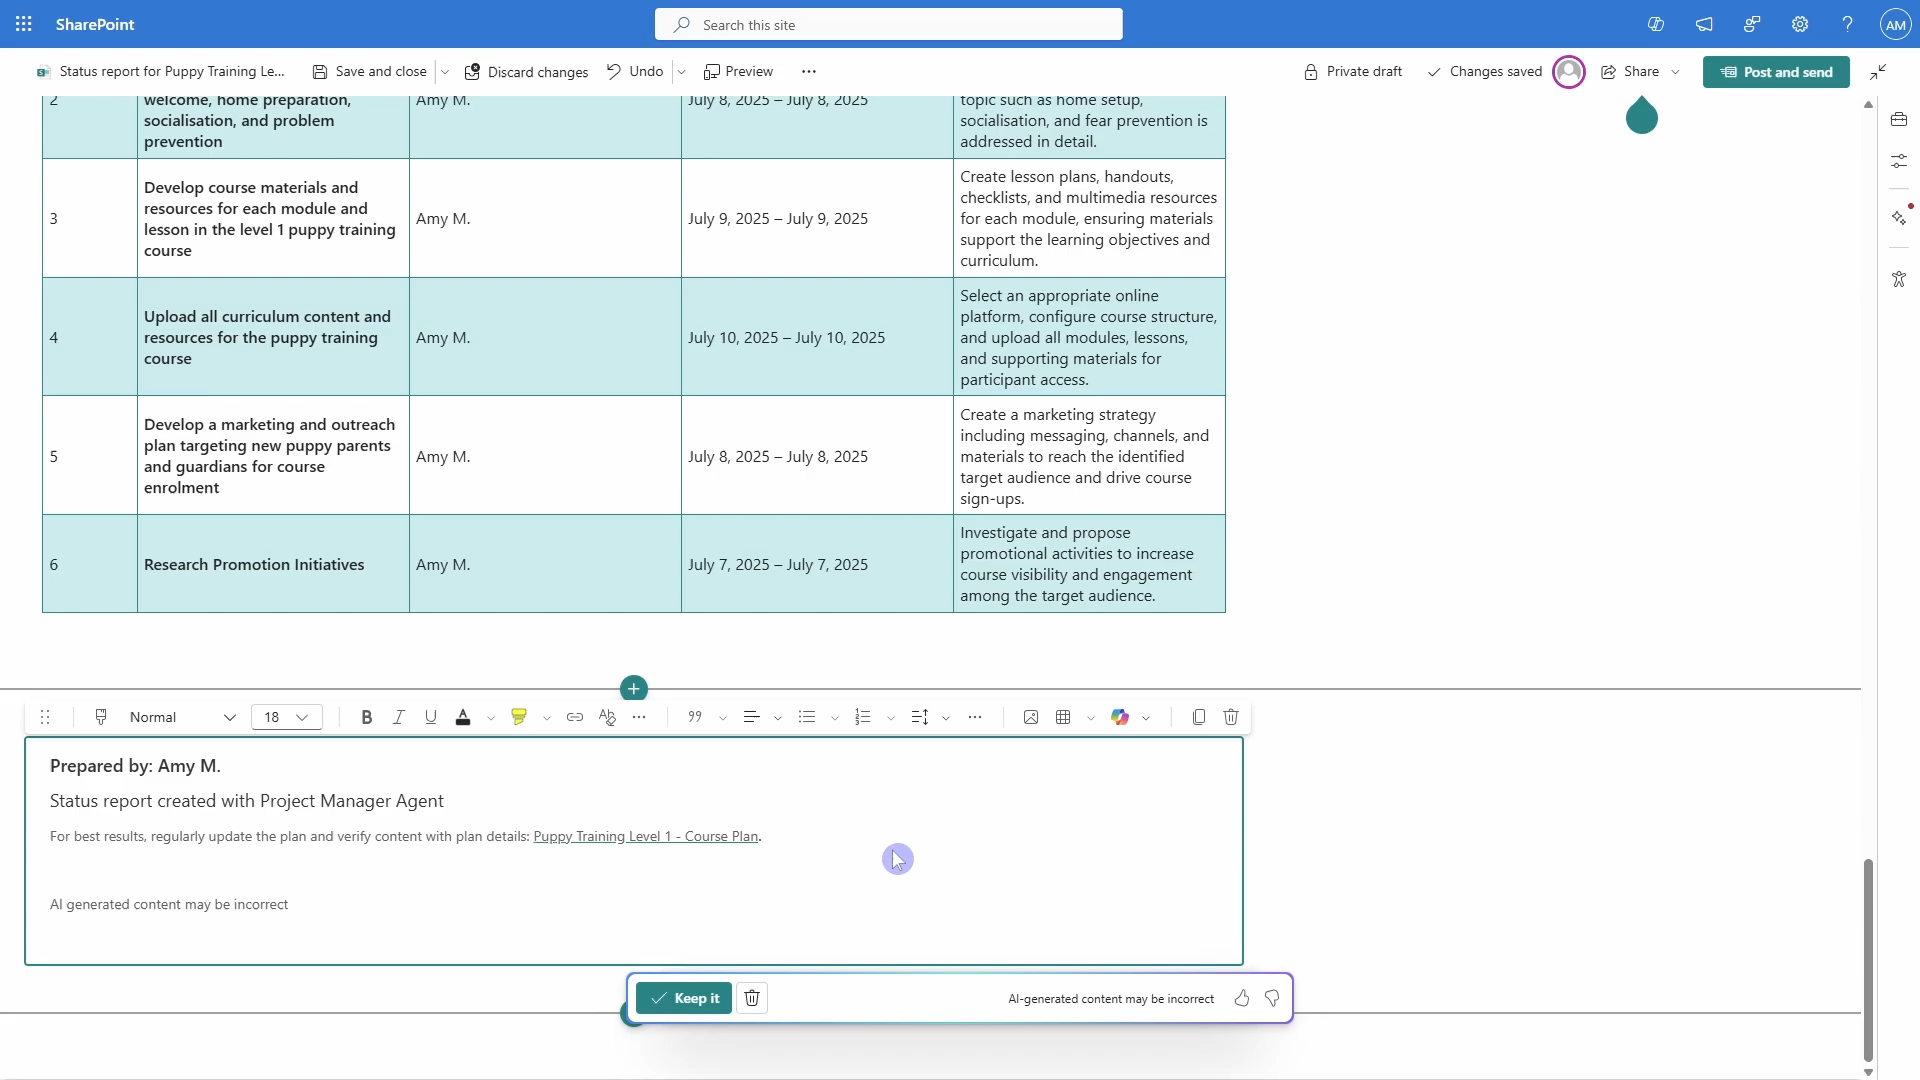 SharePoint
Search this site
AM
Status report for Puppy Training Le...
Save and close
Discard changes
Undo
Preview
Private draft
Changes saved
Share
Post and send
2
welcome, home preparation,
socialisation, and problem
prevention
Amy M.
July 8, 2025 – July 8, 2025
topic such as home setup,
socialisation, and fear prevention is
addressed in detail.
3
Develop course materials and
resources for each module and
lesson in the level 1 puppy training
course
Amy M.
July 9, 2025 – July 9, 2025
Create lesson plans, handouts,
checklists, and multimedia resources
for each module, ensuring materials
support the learning objectives and
curriculum.
4
Upload all curriculum content and
resources for the puppy training
course
Amy M.
July 10, 2025 – July 10, 2025
Select an appropriate online
platform, configure course structure,
and upload all modules, lessons,
and supporting materials for
participant access.
5
Develop a marketing and outreach
plan targeting new puppy parents
and guardians for course
enrolment
Amy M.
July 8, 2025 – July 8, 2025
Create a marketing strategy
including messaging, channels, and
materials to reach the identified
target audience and drive course
sign-ups.
6
Research Promotion Initiatives
Amy M.
July 7, 2025 – July 7, 2025
Investigate and propose
promotional activities to increase
course visibility and engagement
among the target audience.
Normal
18
Prepared by: Amy M.
Status report created with Project Manager Agent
For best results, regularly update the plan and verify content with plan details: Puppy Training Level 1 - Course Plan.
AI generated content may be incorrect
Keep it
AI-generated content may be incorrect